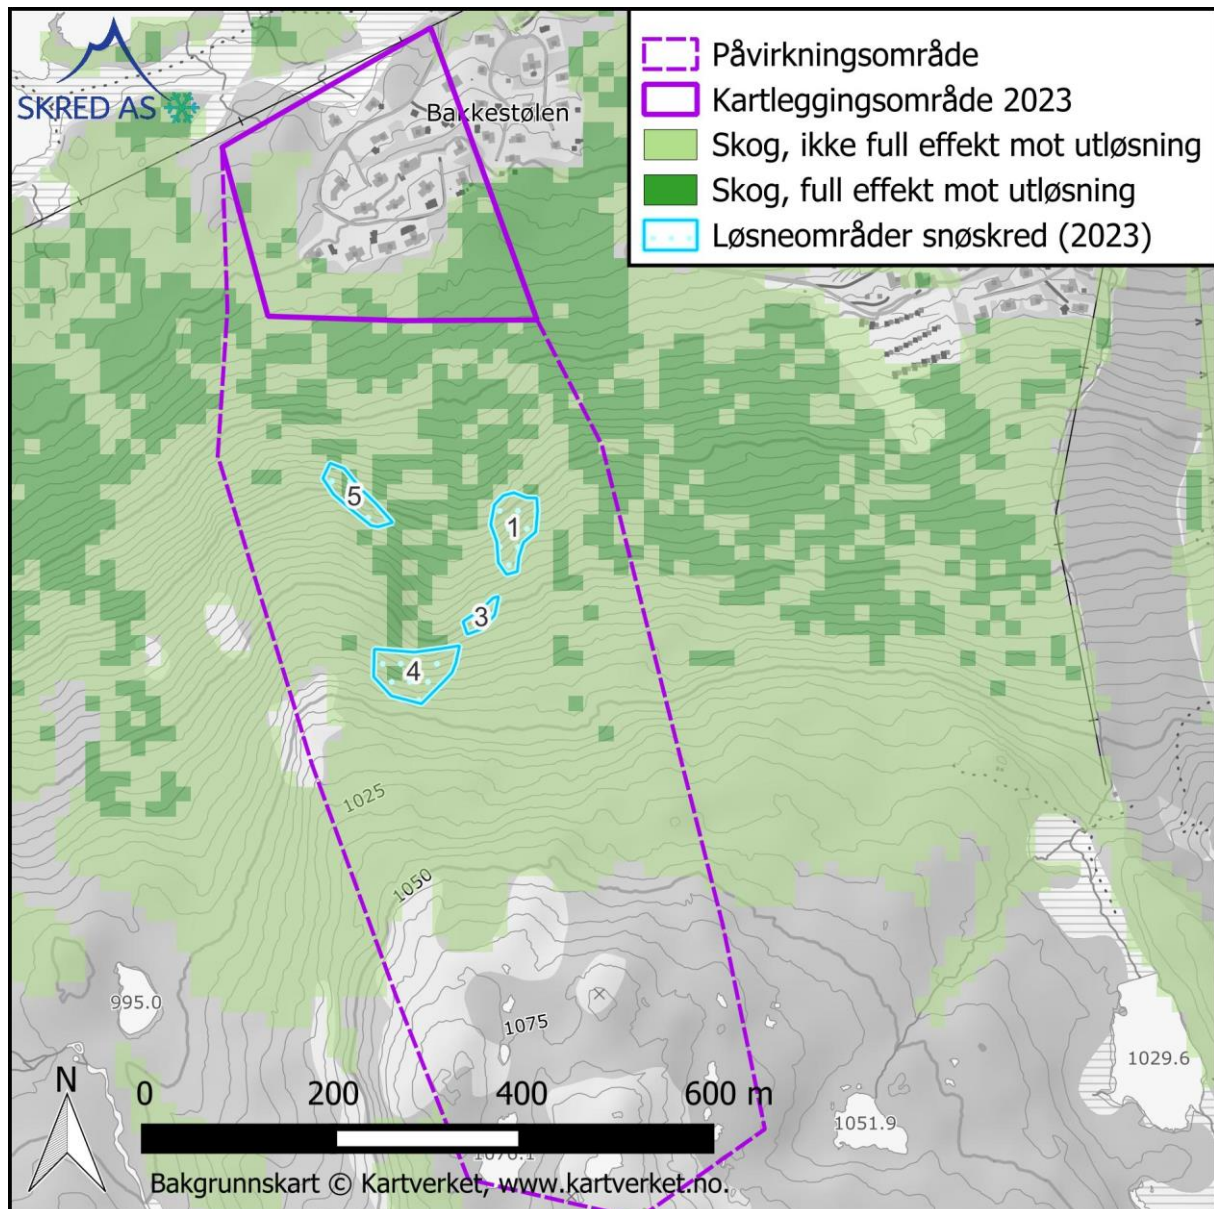 SKRED AS
Bakkestølen
Påvirkningsområde
Kartleggingsområde 2023
Skog, ikke full effekt mot utløsning
Skog, full effekt mot utløsning
Løsneområder snøskred (2023)
5
1
3
4
1025
1050
995.0
1075
1029.6
1051.9
N
0 200 400 600 m
Bakgrunnskart © Kartverket, www.kartverket.no.